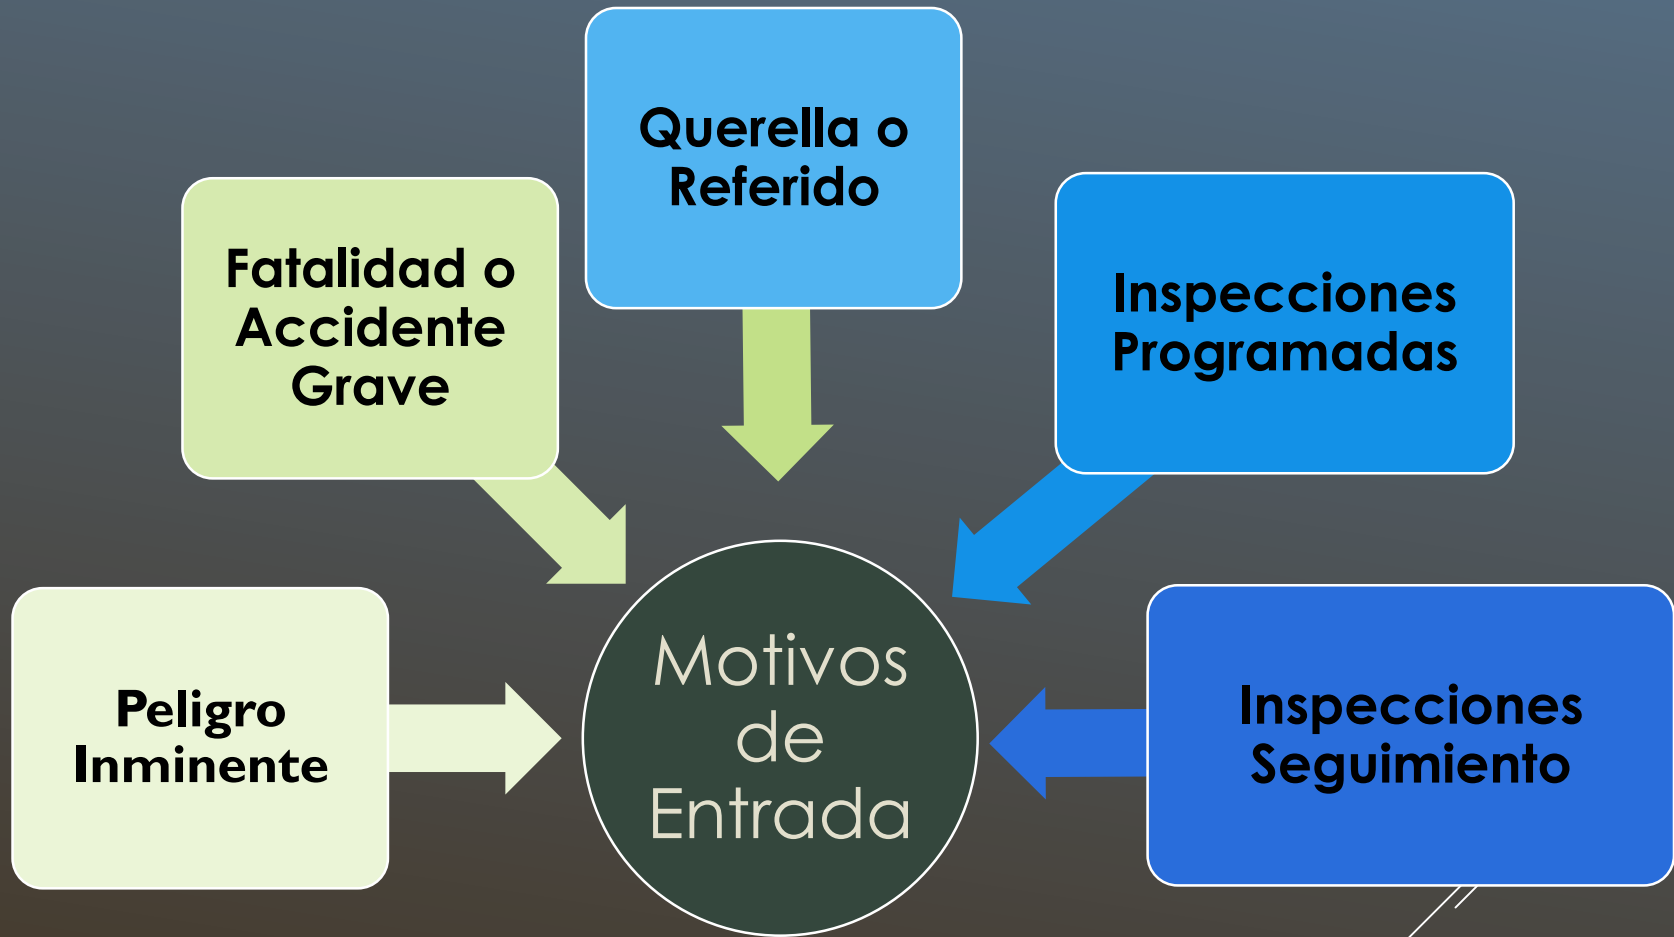 Querella o
Referido
Fatalidad o
Accidente
Grave
Inspecciones
Programadas
Peligro
Inminente
Motivos
de
Entrada
Inspecciones
Seguimiento